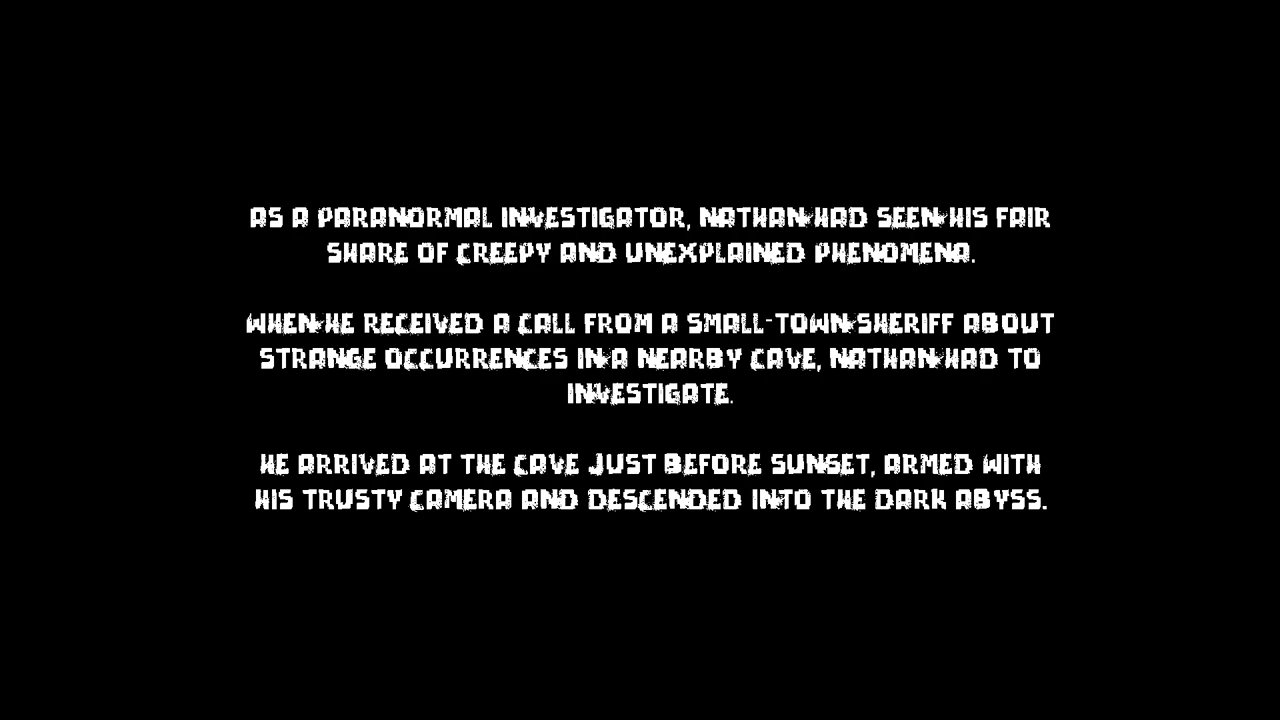 AS A PARANORMAL INVESTIGATOR, NATHAN HAD SEEN HIS FAIR
SHARE OF CREEPY AND UNEXPLAINED PHENOMENA.
WHEN HE RECEIVED A CALL FROM A SMALL-TOWN SHERIFF ABOUT
STRANGE OCCURRENCES IN A NEARBY CAVE, NATHAN HAD TO
INVESTIGATE.
HE ARRIVED AT THE CAVE JUST BEFORE SUNSET, ARMED WITH
HIS TRUSTY CAMERA AND DESCENDED INTO THE DARK ABYSS.